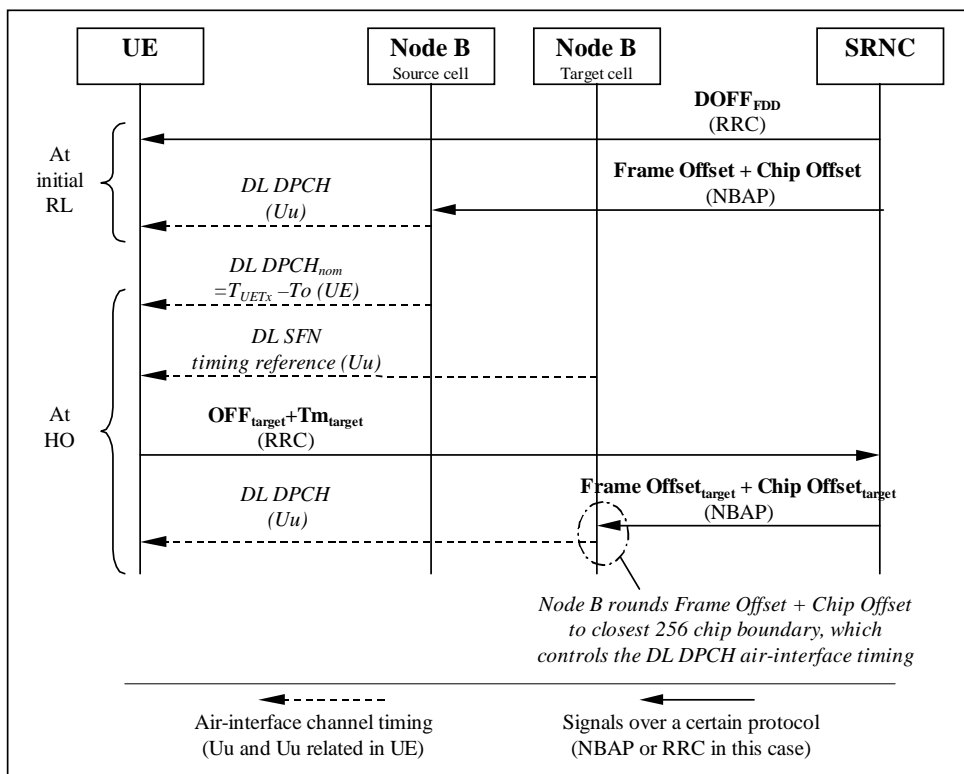 UE
Node B
Source cell
Node B
Target cell
SRNC
DOFF_FDD
(RRC)
At
initial
RL
Frame Offset + Chip Offset
(NBAP)
DL DPCH
(Uu)
DL DPCH_nom
=T_UETx –To (UE)
DL SFN
timing reference (Uu)
At
HO
OFF_target+Tm_target
(RRC)
Frame Offset_target + Chip Offset_target
(NBAP)
DL DPCH
(Uu)
Node B rounds Frame Offset + Chip Offset
to closest 256 chip boundary, which
controls the DL DPCH air-interface timing
Air-interface channel timing
(Uu and Uu related in UE)
Signals over a certain protocol
(NBAP or RRC in this case)